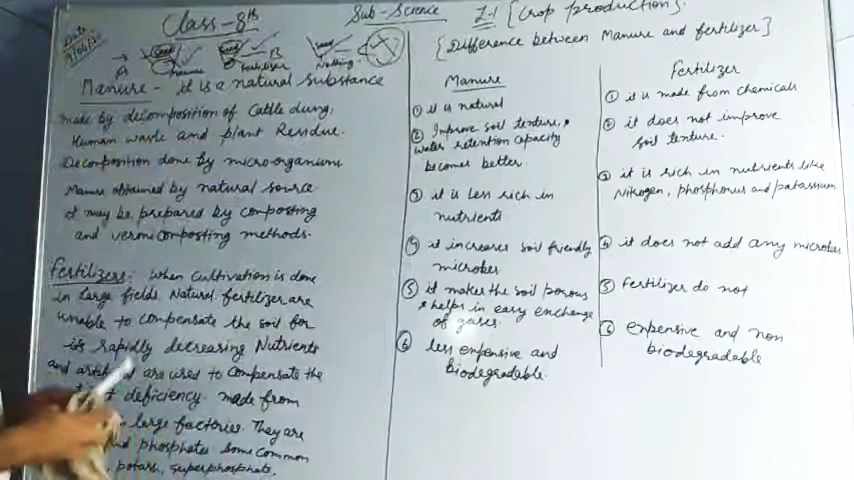 Class-8th
Sub-Science
L-1 [Crop production].
Date
A
B
manure
fertilizer
Nothing
{Difference between Manure and fertilizer}
Manure - it is a natural substance
made by decomposition of Cattle dung,
Human waste and plant Residue.
Decomposition done by micro-organisms
Manure obtained by natural source
it may be prepared by composting
and vermicomposting methods.
Fertilizers:- when cultivation is done
in large fields Natural fertilizer are
unable to compensate the soil for
its rapidly decreasing Nutrients
and are used to compensate the
deficiency. made from
large factories. They are
phosphates some common
potash, superphosphate,
Manure
① it is natural
② Improve soil texture,
water retention capacity
becomes better.
③ it is less rich in
nutrients
④ it increases soil friendly
microbes
⑤ it makes the soil porous
helps in easy exchange
of gases.
⑥ less expensive and
biodegradable.
Fertilizer
① it is made from chemicals
② it does not improve
soil texture.
③ it is rich in nutrients like
Nitrogen, phosphorus and potassium
④ it does not add any microbes
⑤ Fertilizer do not
⑥ expensive and non
biodegradable